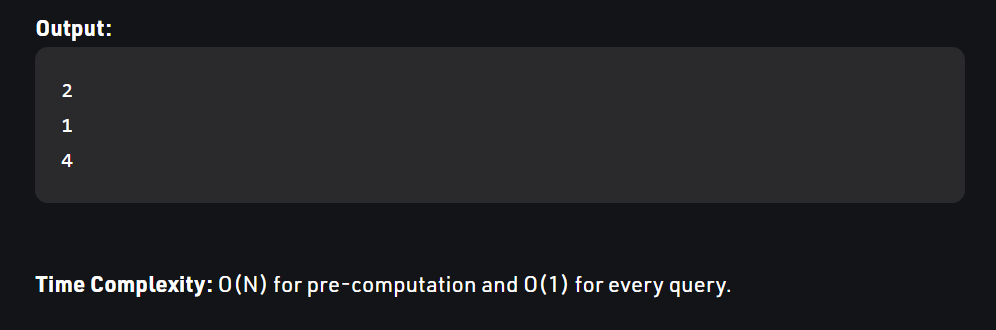 Output:
2
1
4
Time Complexity: O(N) for pre-computation and O(1) for every query.